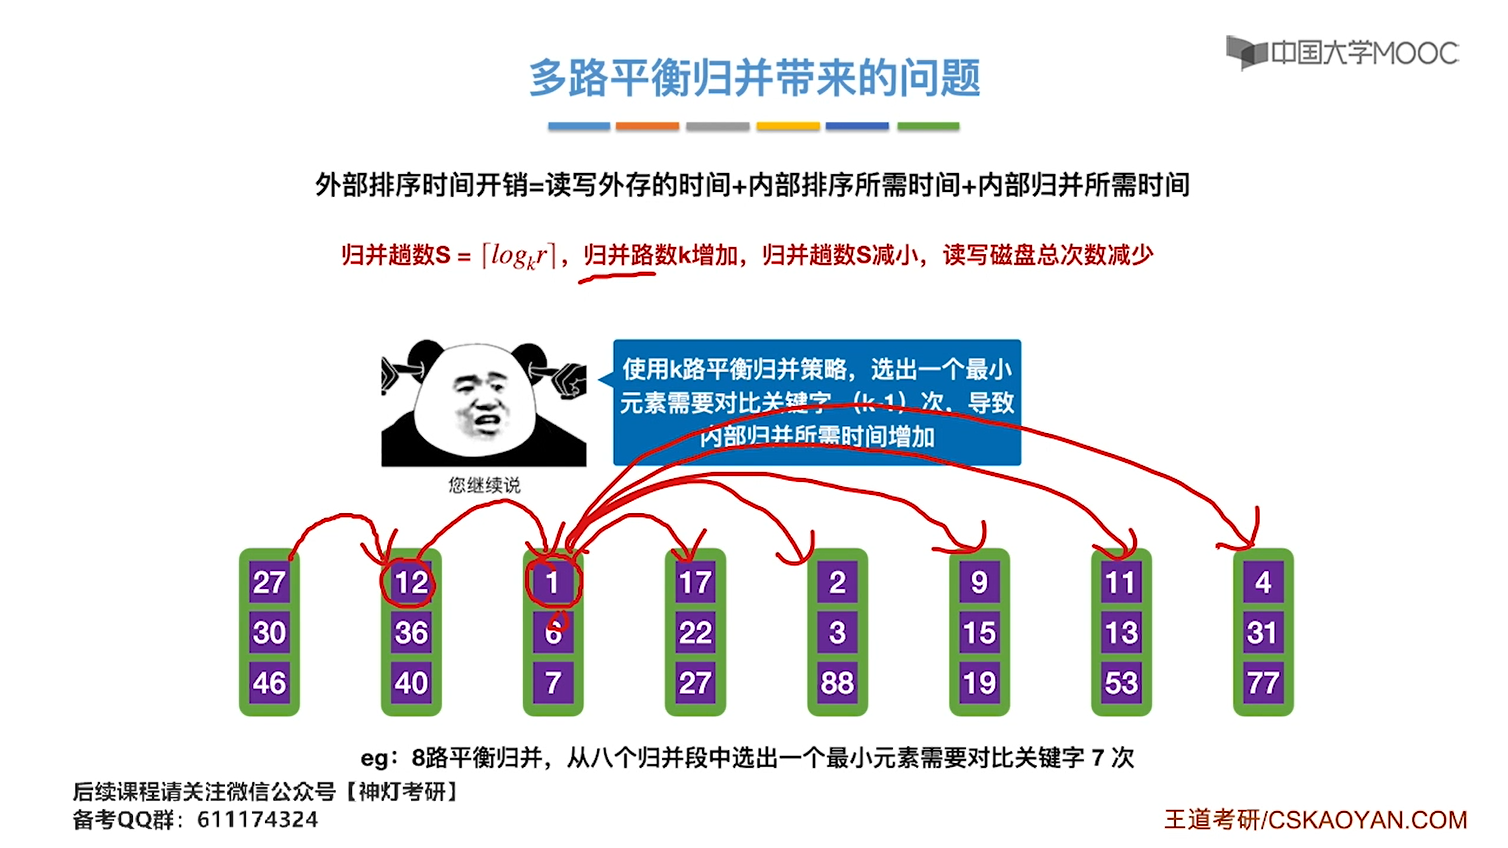 中国大学MOOC
多路平衡归并带来的问题
外部排序时间开销=读写外存的时间+内部排序所需时间+内部归并所需时间
归并趟数S = ⌈logₖr⌉，归并路数k增加，归并趟数S减小，读写磁盘总次数减少
使用k路平衡归并策略，选出一个最小
元素需要对比关键字 （k-1）次，导致
内部归并所需时间增加
您继续说
27 12 1 17 2 9 11 4
30 36 6 22 3 15 13 31
46 40 7 27 88 19 53 77
eg：8路平衡归并，从八个归并段中选出一个最小元素需要对比关键字 7 次
后续课程请关注微信公众号【神灯考研】
备考QQ群：611174324
王道考研/CSKAOYAN.COM